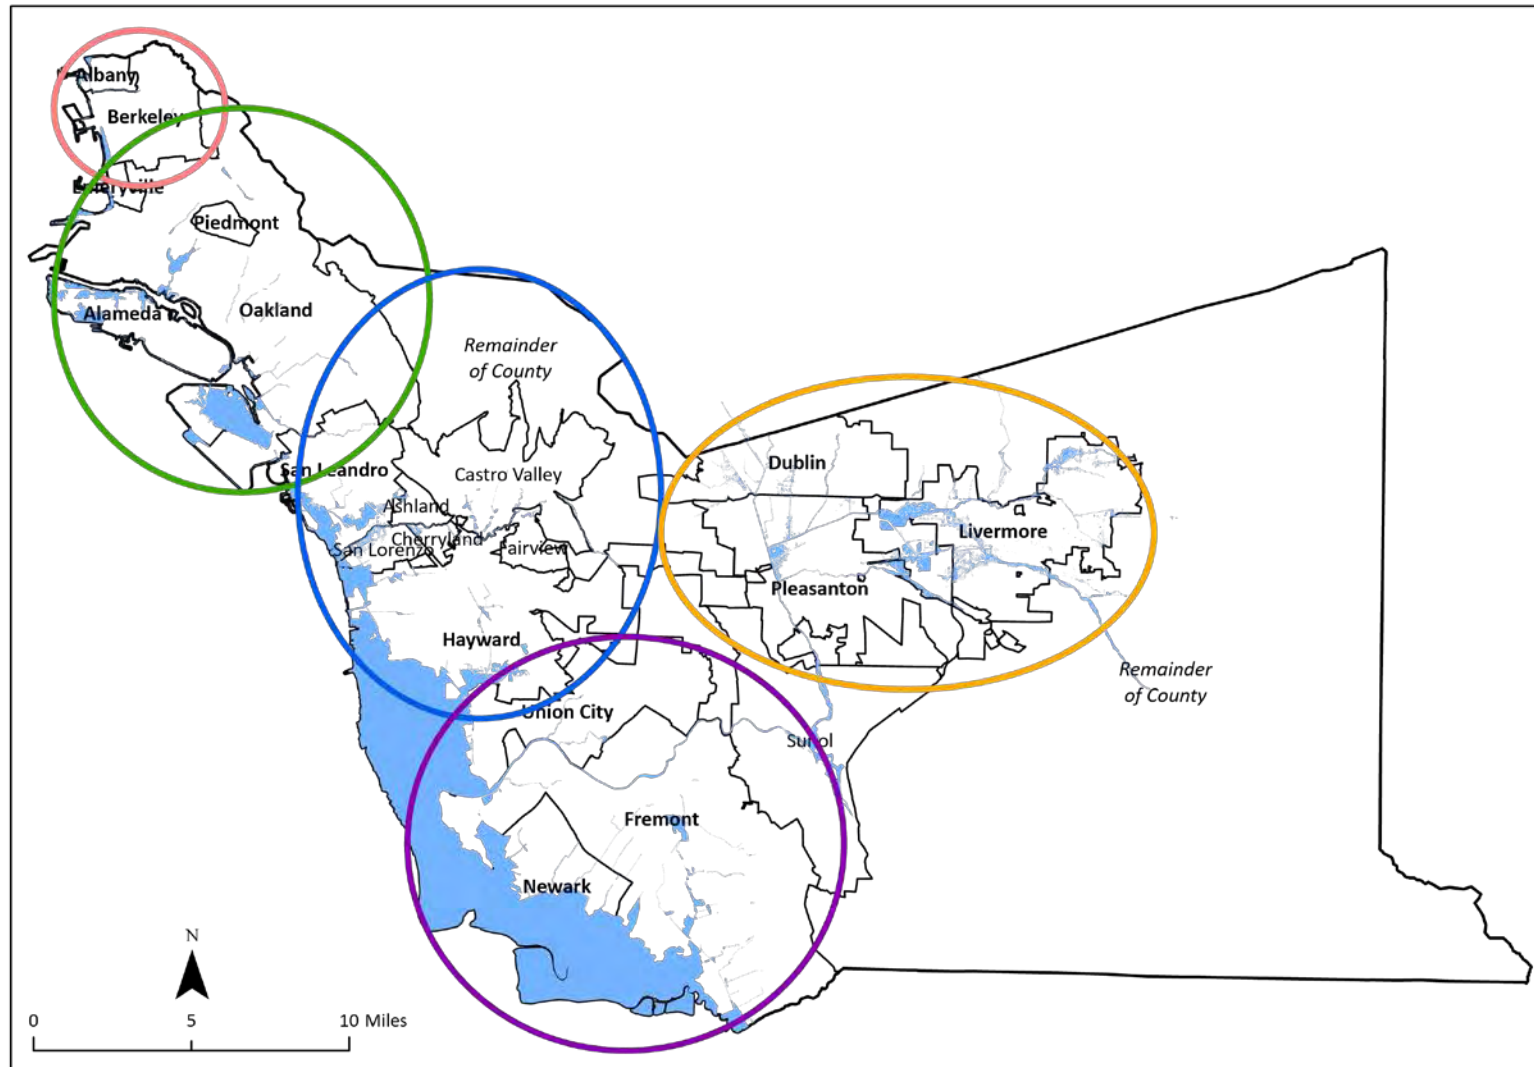 Albany
Berkeley
Emeryville
Piedmont
Oakland
Alameda
Remainder
of County
San Leandro
Castro Valley
Ashland
Cherryland
San Lorenzo
Fairview
Hayward
Dublin
Livermore
Pleasanton
Remainder
of County
Union City
Sunol
Fremont
Newark
N
0 5 10 Miles